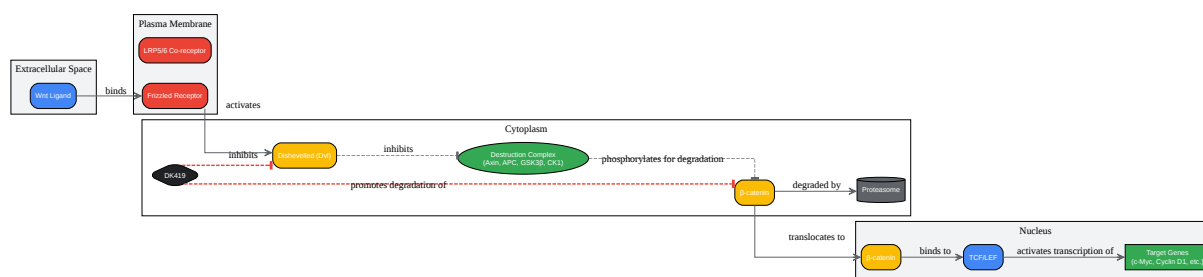 Plasma Membrane
LRP5/6 Co-receptor
Extracellular Space
Wnt Ligand
binds
Frizzled Receptor
activates
Cytoplasm
inhibits
Dishevelled (Dvl)
inhibits
Destruction Complex
(Axin, APC, GSK3β, CK1)
phosphorylates for degradation
DK419
promotes degradation of
β-catenin
degraded by
Proteasome
translocates to
Nucleus
β-catenin
binds to
TCF/LEF
activates transcription of
Target Genes
(c-Myc, Cyclin D1, etc.)